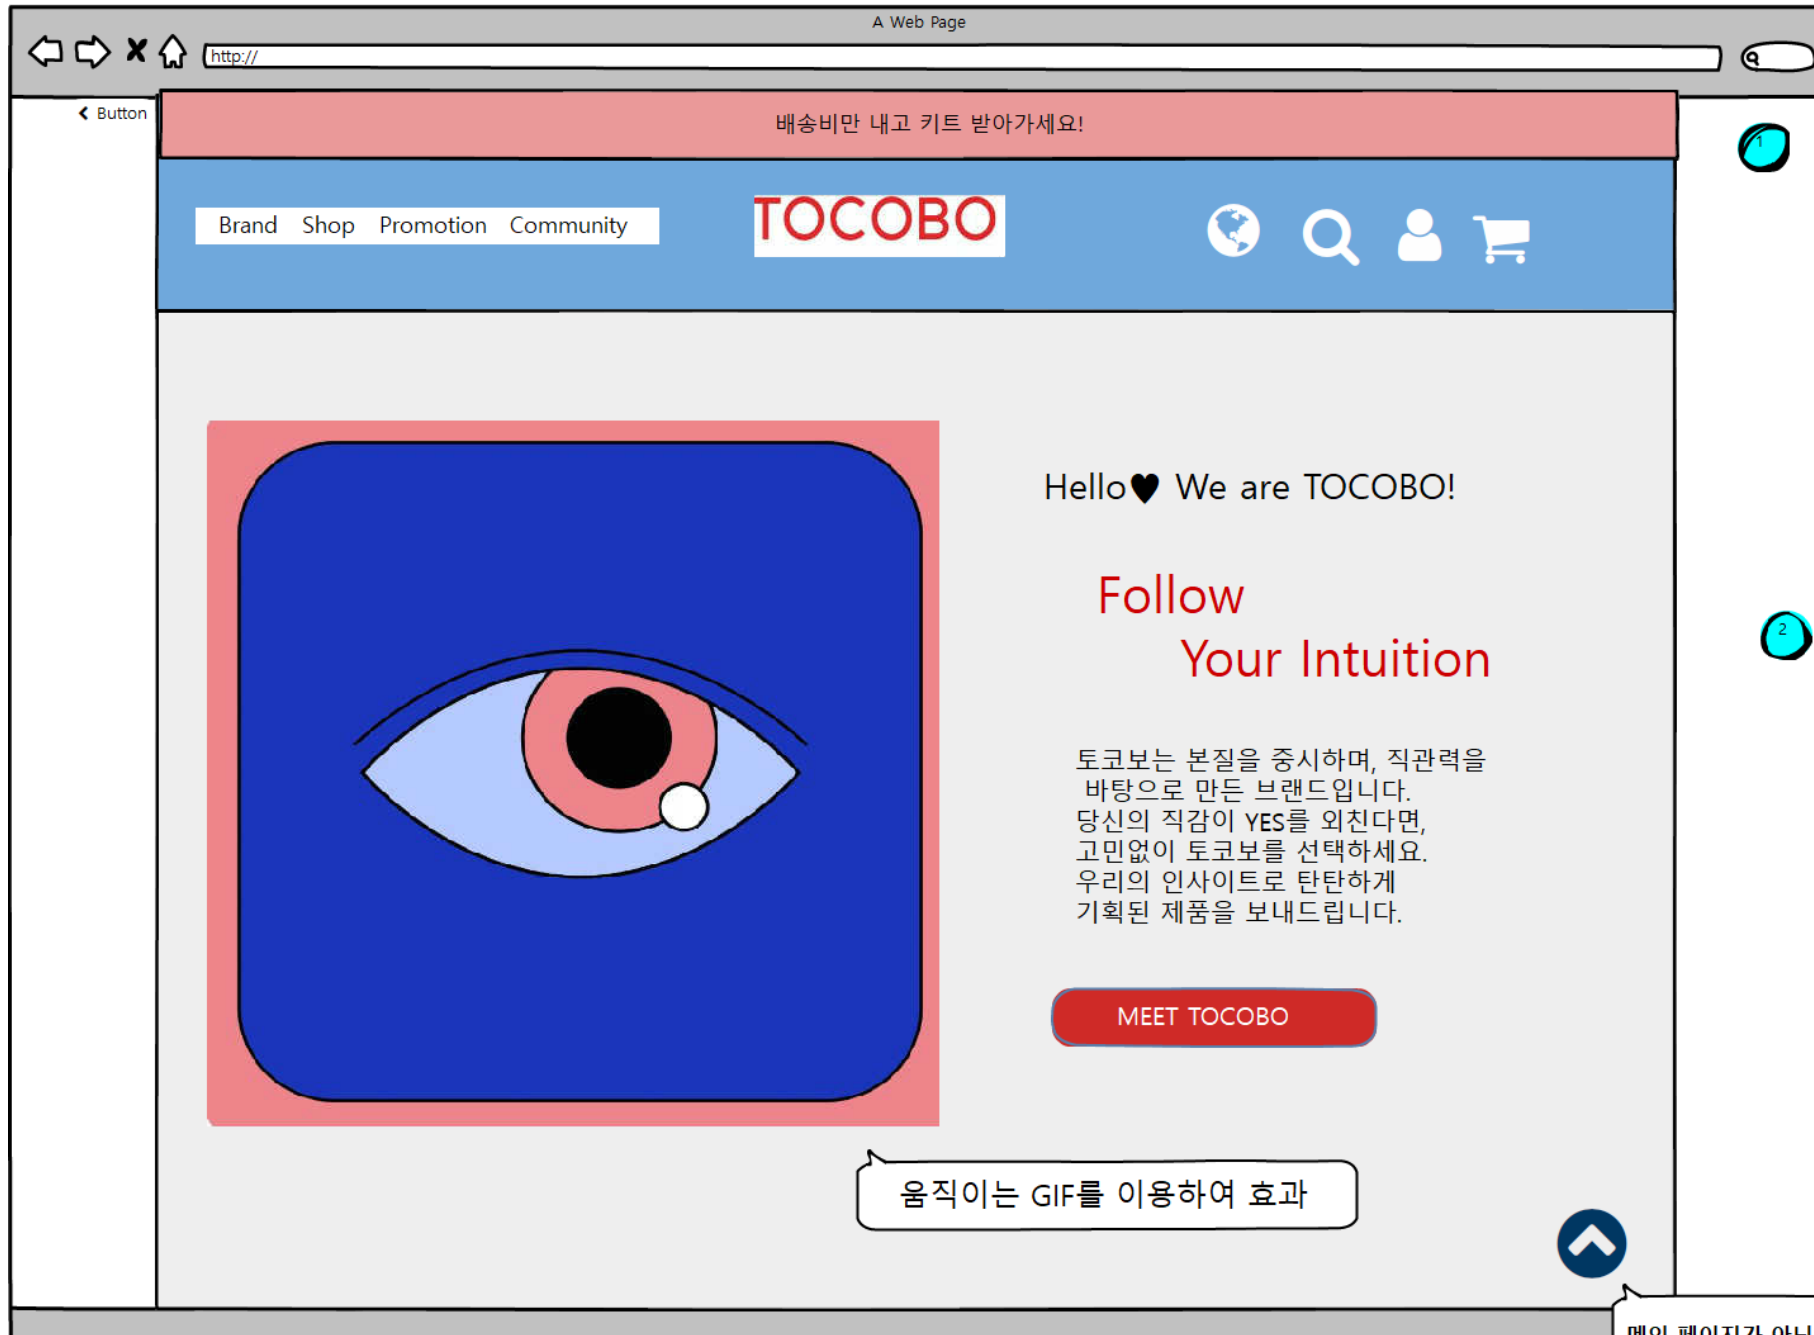 A Web Page
http://
Button
배송비만 내고 키트 받아가세요!
1
Brand Shop Promotion Community
TOCOBO
Hello♥ We are TOCOBO!
Follow
Your Intuition
2
토코보는 본질을 중시하며, 직관력을
바탕으로 만든 브랜드입니다.
당신의 직감이 YES를 외친다면,
고민없이 토코보를 선택하세요.
우리의 인사이트로 탄탄하게
기획된 제품을 보내드립니다.
MEET TOCOBO
움직이는 GIF를 이용하여 효과